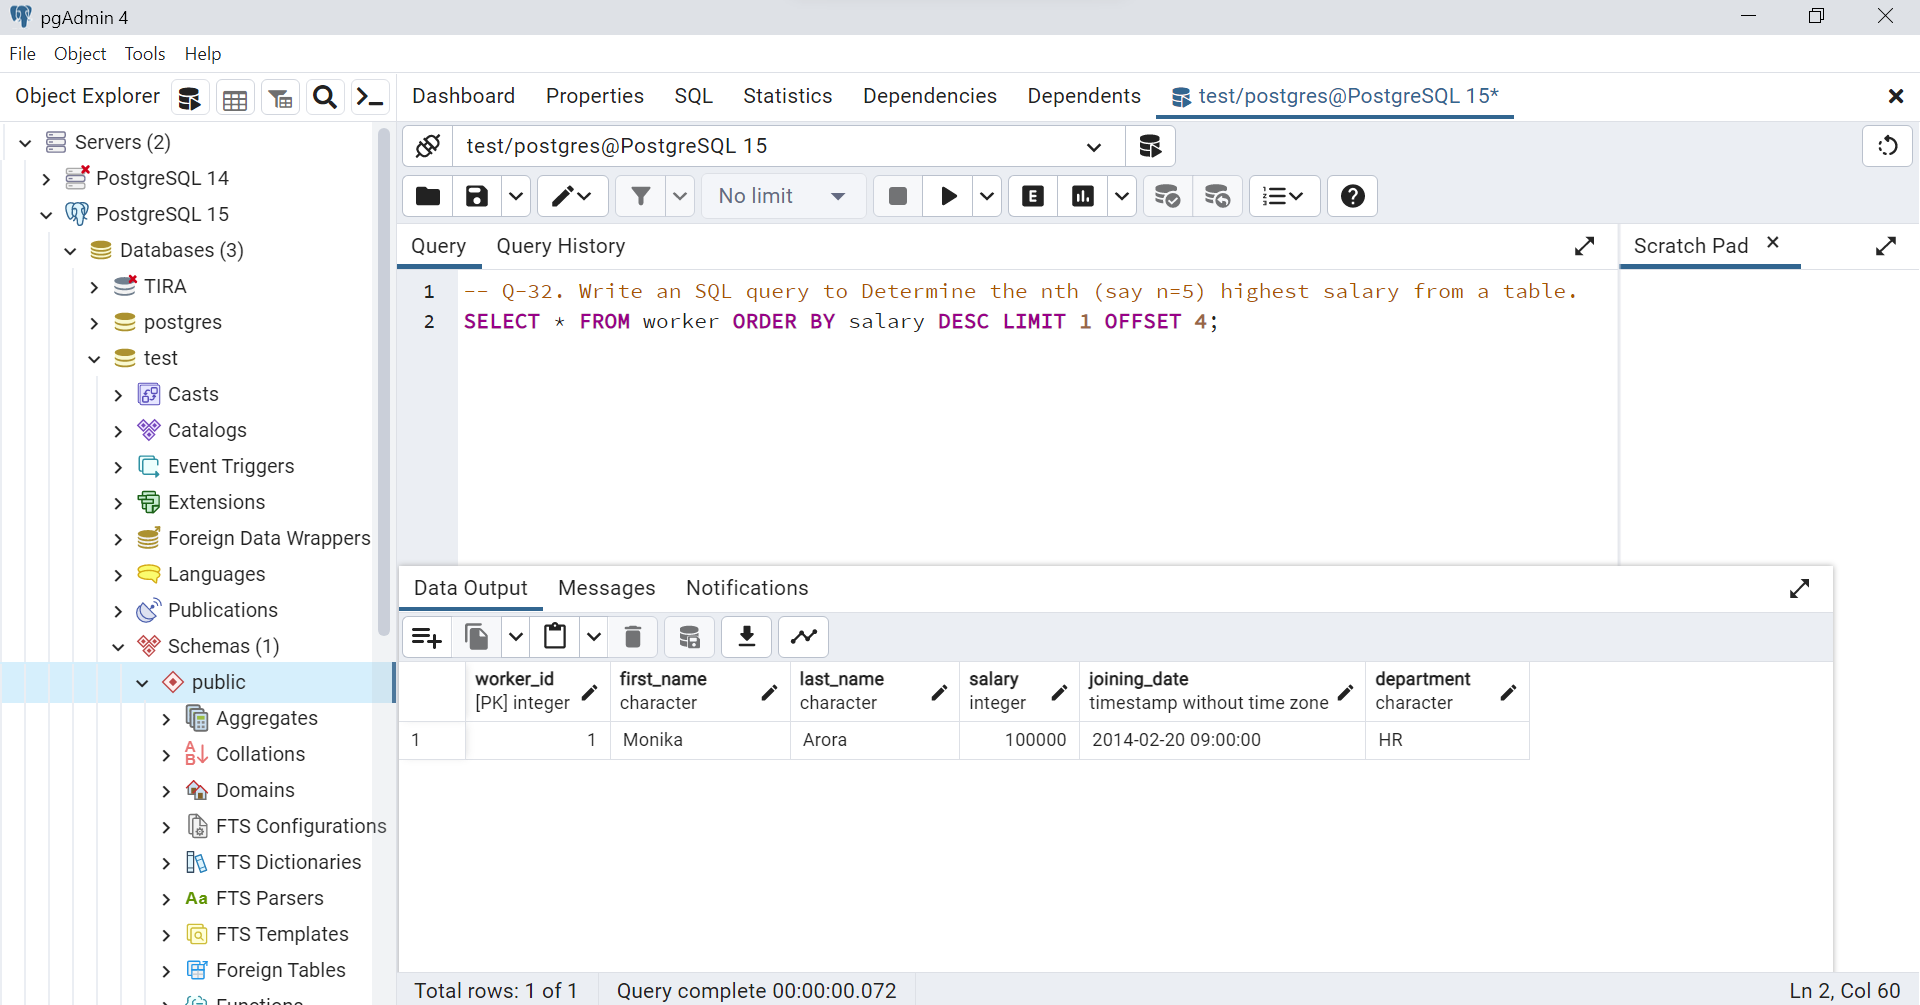 pgAdmin 4
File Object Tools Help
Object Explorer
Dashboard Properties SQL Statistics Dependencies Dependents test/postgres@PostgreSQL 15*
Servers (2)
PostgreSQL 14
PostgreSQL 15
Databases (3)
TIRA
postgres
test
Casts
Catalogs
Event Triggers
Extensions
Foreign Data Wrappers
Languages
Publications
Schemas (1)
public
Aggregates
Collations
Domains
FTS Configurations
FTS Dictionaries
Aa FTS Parsers
FTS Templates
Foreign Tables
Functions
test/postgres@PostgreSQL 15
No limit
E
Query Query History
Scratch Pad
1 -- Q-32. Write an SQL query to Determine the nth (say n=5) highest salary from a table.
2 SELECT * FROM worker ORDER BY salary DESC LIMIT 1 OFFSET 4;
Data Output Messages Notifications
worker_id first_name last_name salary joining_date department
[PK] integer character character integer timestamp without time zone character
1 1 Monika Arora 100000 2014-02-20 09:00:00 HR
Total rows: 1 of 1 Query complete 00:00:00.072 Ln 2, Col 60